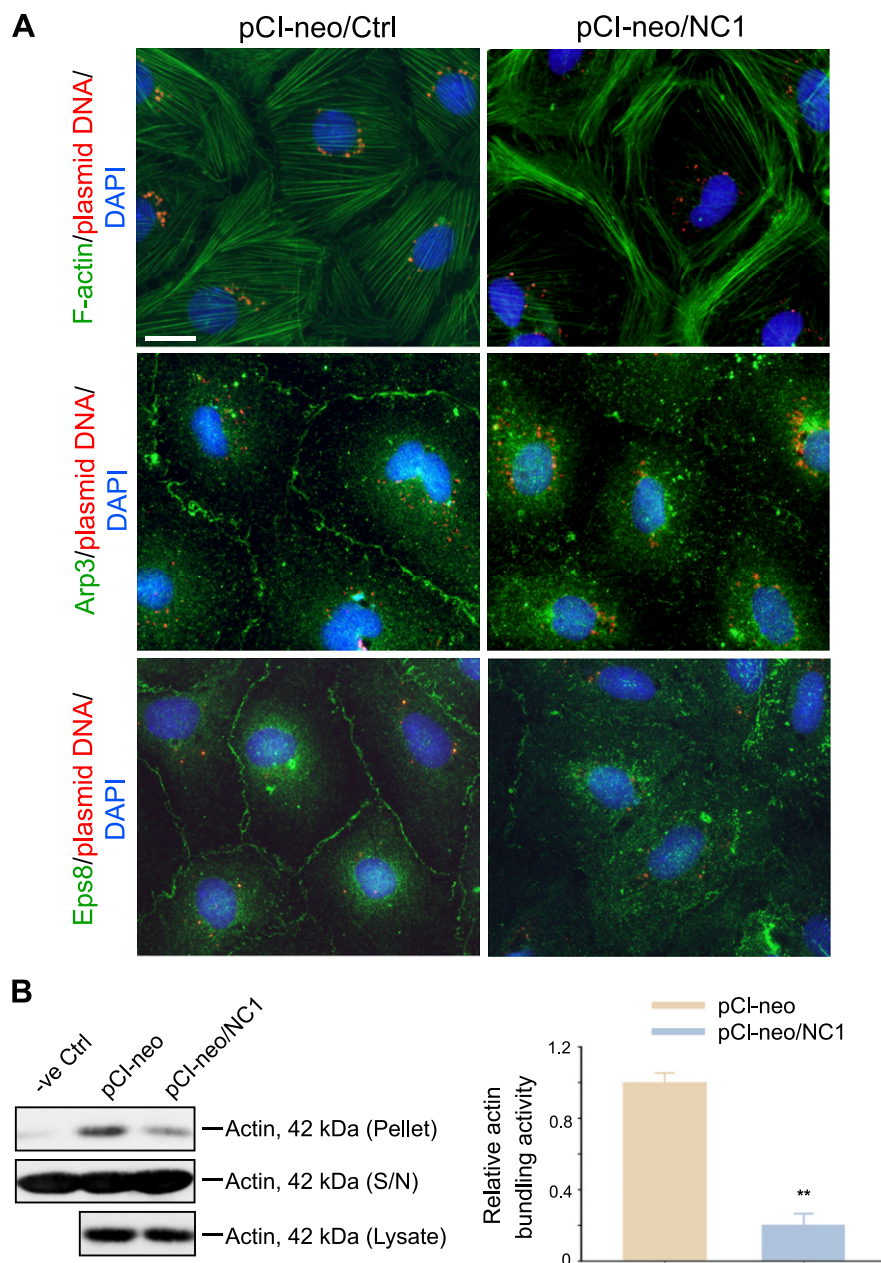 A
pCI-neo/Ctrl
pCI-neo/NC1
F-actin/plasmid DNA/
DAPI
Arp3/plasmid DNA/
DAPI
Eps8/plasmid DNA/
DAPI
B
-ve Ctrl
pCI-neo
pCI-neo/NC1
Actin, 42 kDa (Pellet)
Actin, 42 kDa (S/N)
Actin, 42 kDa (Lysate)
pCI-neo
pCI-neo/NC1
Relative actin
bundling activity
1.2
0.8
0.4
0
**